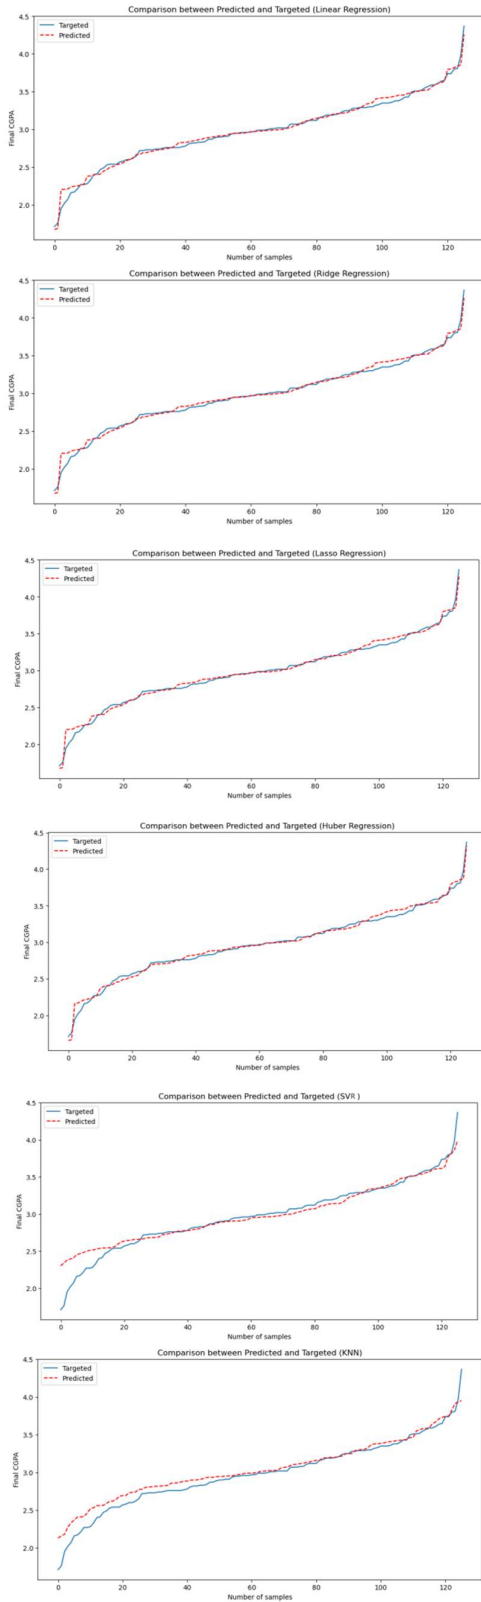 Comparison between Predicted and Targeted (Linear Regression)
4.5
Targeted
Predicted
4.0
3.5
Final CGPA
3.0
2.5
2.0
0 20 40 60 80 100 120
Number of samples
Comparison between Predicted and Targeted (Ridge Regression)
4.5
Targeted
Predicted
4.0
3.5
Final CGPA
3.0
2.5
2.0
0 20 40 60 80 100 120
Number of samples
Comparison between Predicted and Targeted (Lasso Regression)
4.5
Targeted
Predicted
4.0
3.5
Final CGPA
3.0
2.5
2.0
0 20 40 60 80 100 120
Number of samples
Comparison between Predicted and Targeted (Huber Regression)
4.5
Targeted
Predicted
4.0
3.5
Final CGPA
3.0
2.5
2.0
0 20 40 60 80 100 120
Number of samples
Comparison between Predicted and Targeted (SVR )
4.5
Targeted
Predicted
4.0
3.5
Final CGPA
3.0
2.5
2.0
0 20 40 60 80 100 120
Number of samples
Comparison between Predicted and Targeted (KNN)
4.5
Targeted
Predicted
4.0
3.5
Final CGPA
3.0
2.5
2.0
0 20 40 60 80 100 120
Number of samples